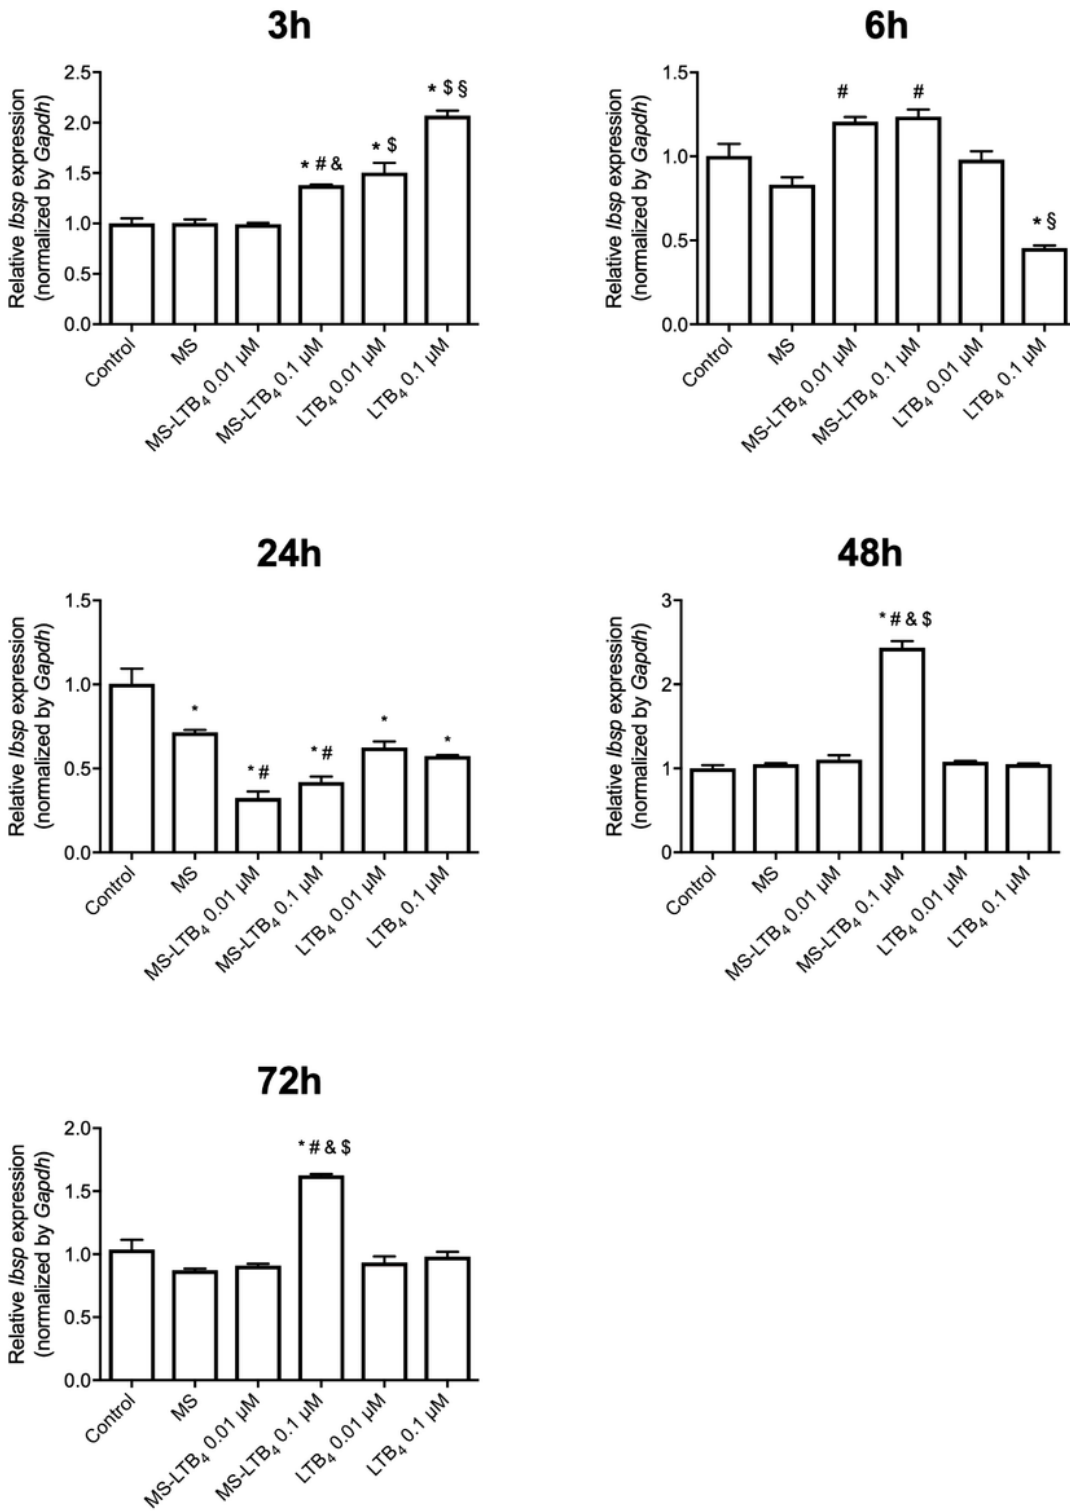 3h
Relative Ibsp expression
(normalized by Gapdh)
2.5
2.0
1.5
1.0
0.5
0.0
* # &
* $
* $ §
Control
MS
MS-LTB₄ 0.01 µM
MS-LTB₄ 0.1 µM
LTB₄ 0.01 µM
LTB₄ 0.1 µM
6h
Relative Ibsp expression
(normalized by Gapdh)
1.5
1.0
0.5
0.0
#
#
* §
Control
MS
MS-LTB₄ 0.01 µM
MS-LTB₄ 0.1 µM
LTB₄ 0.01 µM
LTB₄ 0.1 µM
24h
Relative Ibsp expression
(normalized by Gapdh)
1.5
1.0
0.5
0.0
*
* #
* #
*
*
Control
MS
MS-LTB₄ 0.01 µM
MS-LTB₄ 0.1 µM
LTB₄ 0.01 µM
LTB₄ 0.1 µM
48h
Relative Ibsp expression
(normalized by Gapdh)
3
2
1
0
* # & $
Control
MS
MS-LTB₄ 0.01 µM
MS-LTB₄ 0.1 µM
LTB₄ 0.01 µM
LTB₄ 0.1 µM
72h
Relative Ibsp expression
(normalized by Gapdh)
2.0
1.5
1.0
0.5
0.0
* # & $
Control
MS
MS-LTB₄ 0.01 µM
MS-LTB₄ 0.1 µM
LTB₄ 0.01 µM
LTB₄ 0.1 µM